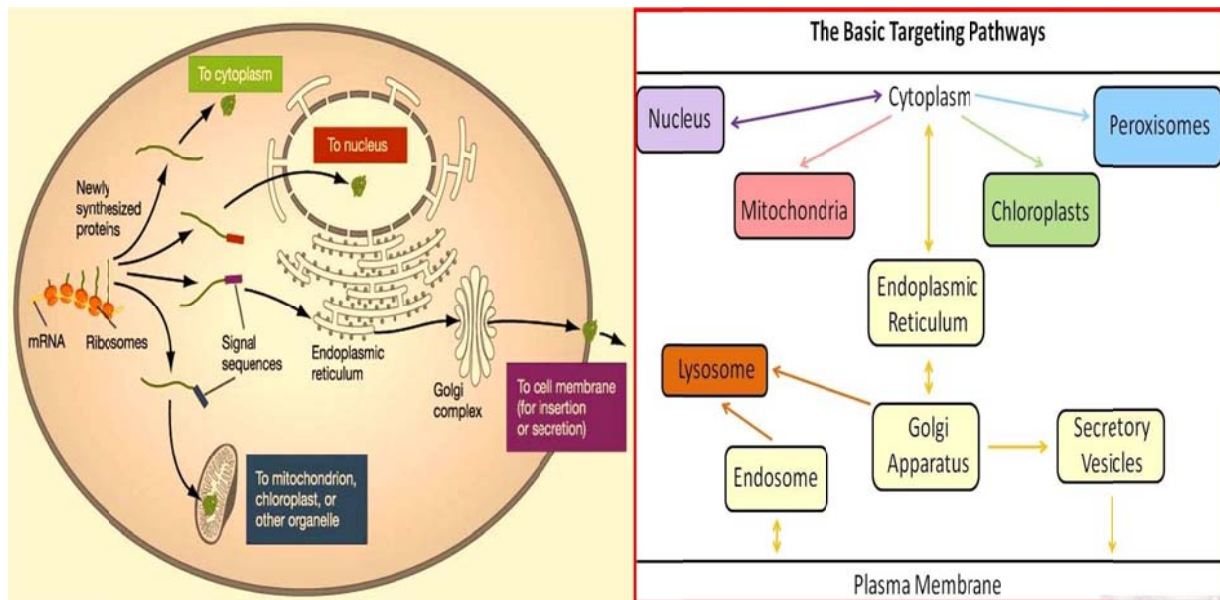 To cytoplasm
To nucleus
Newly
synthesized
proteins
mRNA
Ribosomes
Signal
sequences
Endoplasmic
reticulum
Golgi
complex
To cell membrane
(for insertion
or secretion)
To mitochondrion,
chloroplast, or
other organelle
The Basic Targeting Pathways
Nucleus
Cytoplasm
Peroxisomes
Mitochondria
Chloroplasts
Endoplasmic
Reticulum
Lysosome
Golgi
Apparatus
Secretory
Vesicles
Endosome
Plasma Membrane